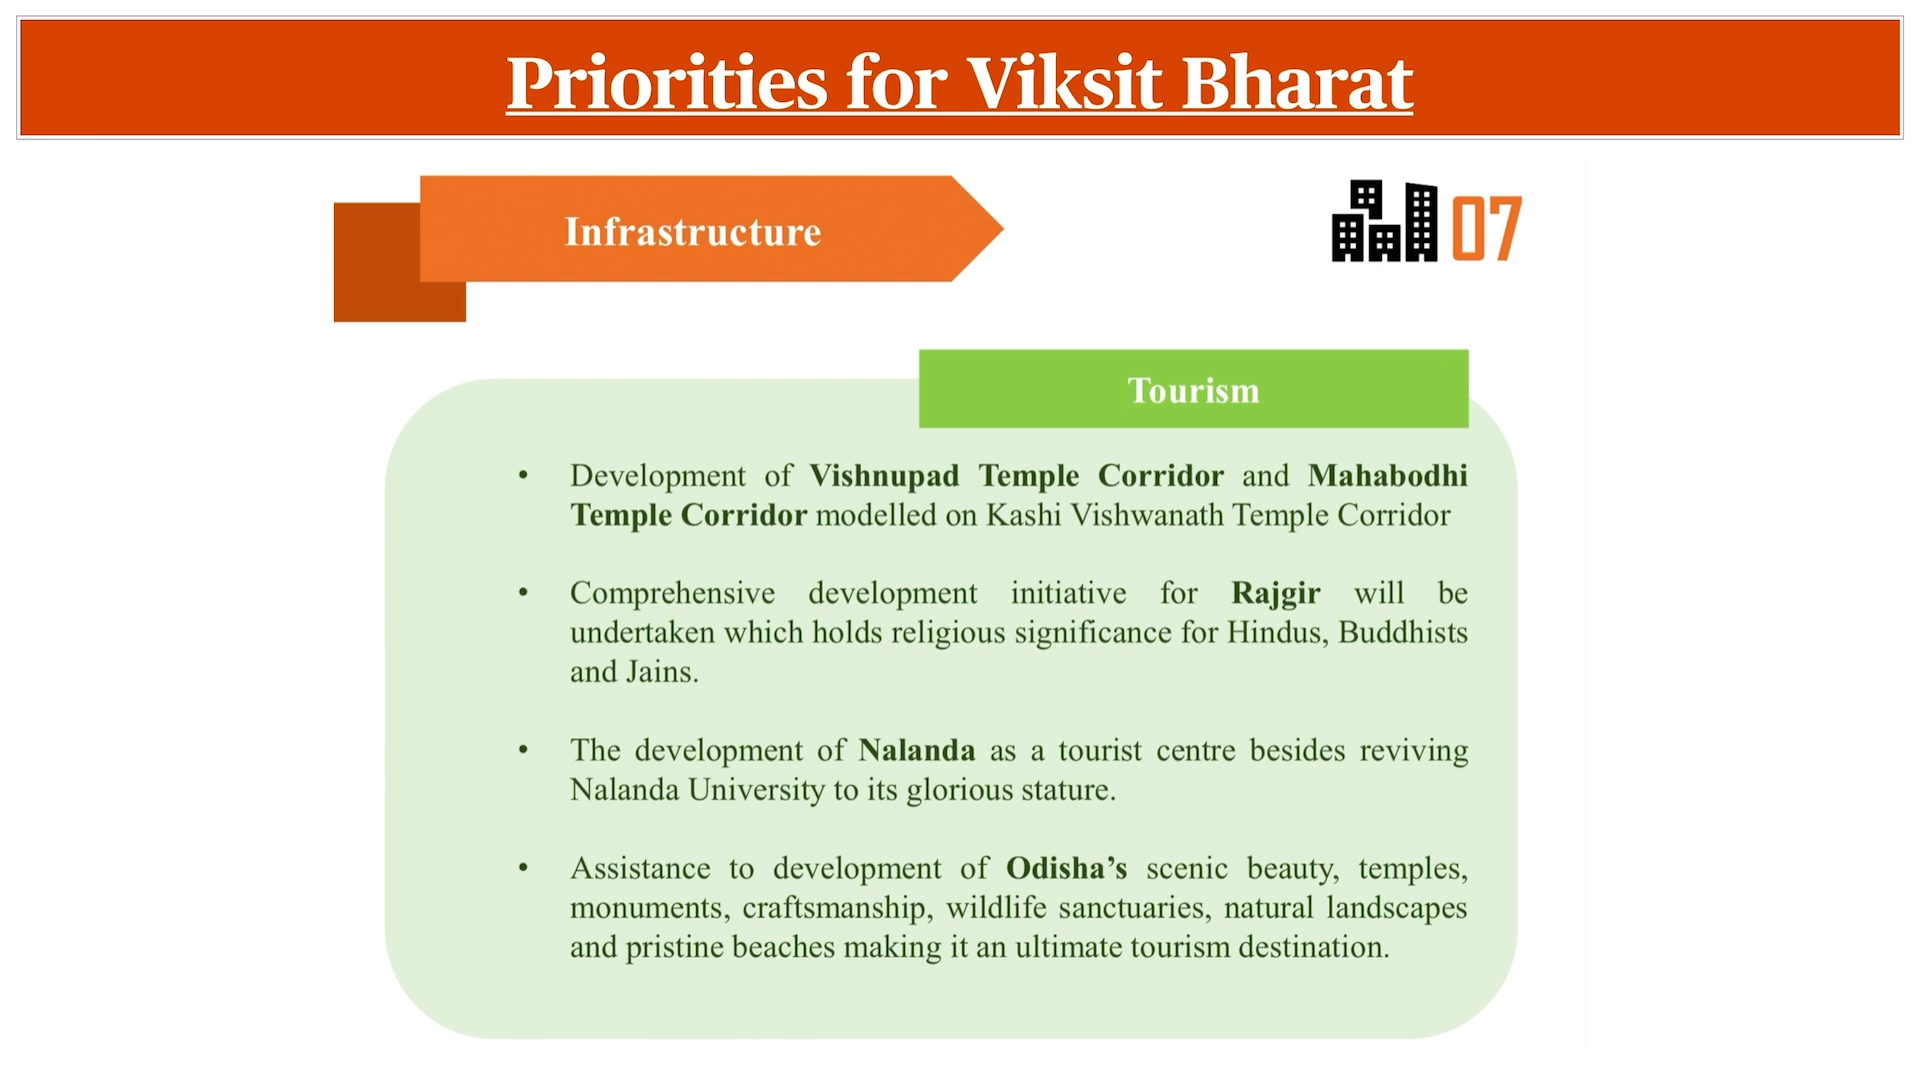 Priorities for Viksit Bharat
Infrastructure
07
Tourism
• Development of Vishnupad Temple Corridor and Mahabodhi
Temple Corridor modelled on Kashi Vishwanath Temple Corridor
• Comprehensive development initiative for Rajgir will be
undertaken which holds religious significance for Hindus, Buddhists
and Jains.
• The development of Nalanda as a tourist centre besides reviving
Nalanda University to its glorious stature.
• Assistance to development of Odisha’s scenic beauty, temples,
monuments, craftsmanship, wildlife sanctuaries, natural landscapes
and pristine beaches making it an ultimate tourism destination.